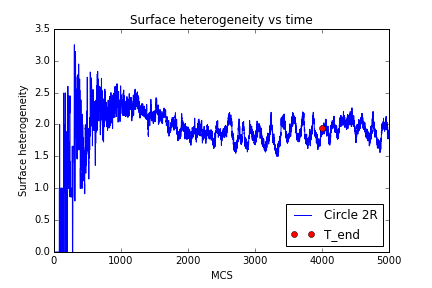 Surface heterogeneity vs time
3.5
3.0
2.5
2.0
1.5
1.0
0.5
0.0
Surface heterogeneity
0 1000 2000 3000 4000 5000
MCS
Circle 2R
T_end